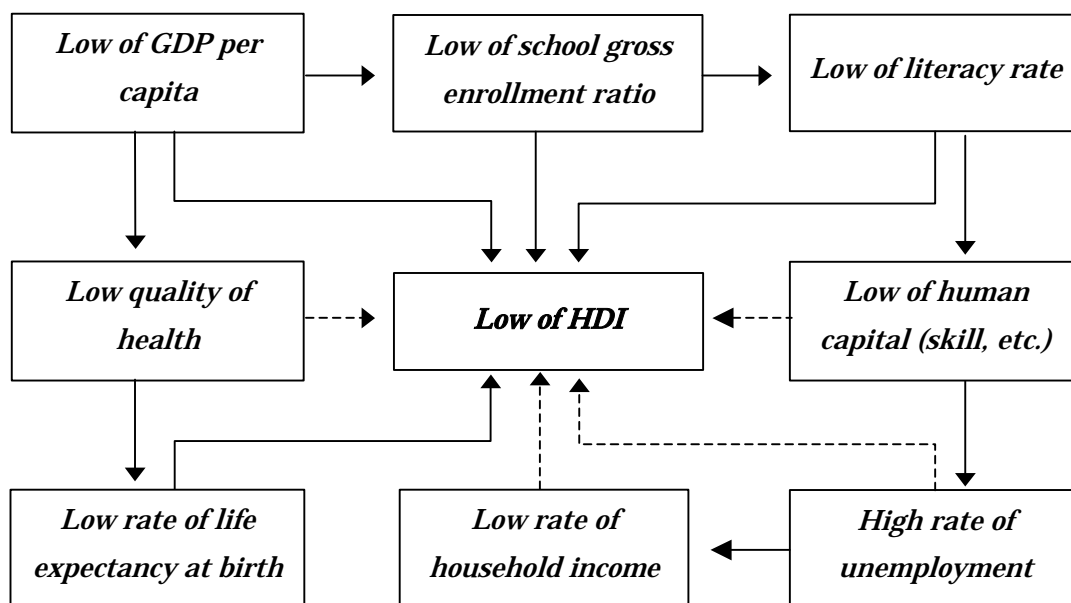 Low of GDP per
capita
Low of school gross
enrollment ratio
Low of literacy rate
Low quality of
health
Low of HDI
Low of human
capital (skill, etc.)
Low rate of life
expectancy at birth
Low rate of
household income
High rate of
unemployment